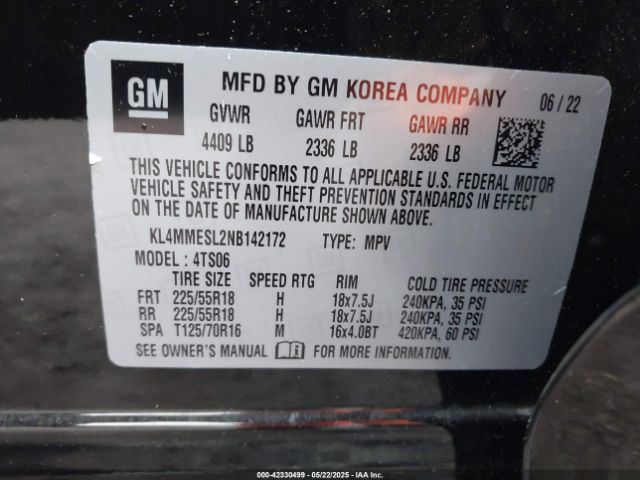 GM
MFD BY GM KOREA COMPANY 06 / 22
GVWR GAWR FRT GAWR RR
4409 LB 2336 LB 2336 LB
THIS VEHICLE CONFORMS TO ALL APPLICABLE U.S. FEDERAL MOTOR
VEHICLE SAFETY AND THEFT PREVENTION STANDARDS IN EFFECT
ON THE DATE OF MANUFACTURE SHOWN ABOVE.
KL4MMESL2NB142172 TYPE: MPV
MODEL : 4TS06
TIRE SIZE SPEED RTG RIM COLD TIRE PRESSURE
FRT 225/55R18 H 18x7.5J 240KPA, 35 PSI
RR 225/55R18 H 18x7.5J 240KPA, 35 PSI
SPA T125/70R16 M 16x4.0BT 420KPA, 60 PSI
SEE OWNER'S MANUAL FOR MORE INFORMATION.
000-42330499 - 05/22/2025 - IAA Inc.